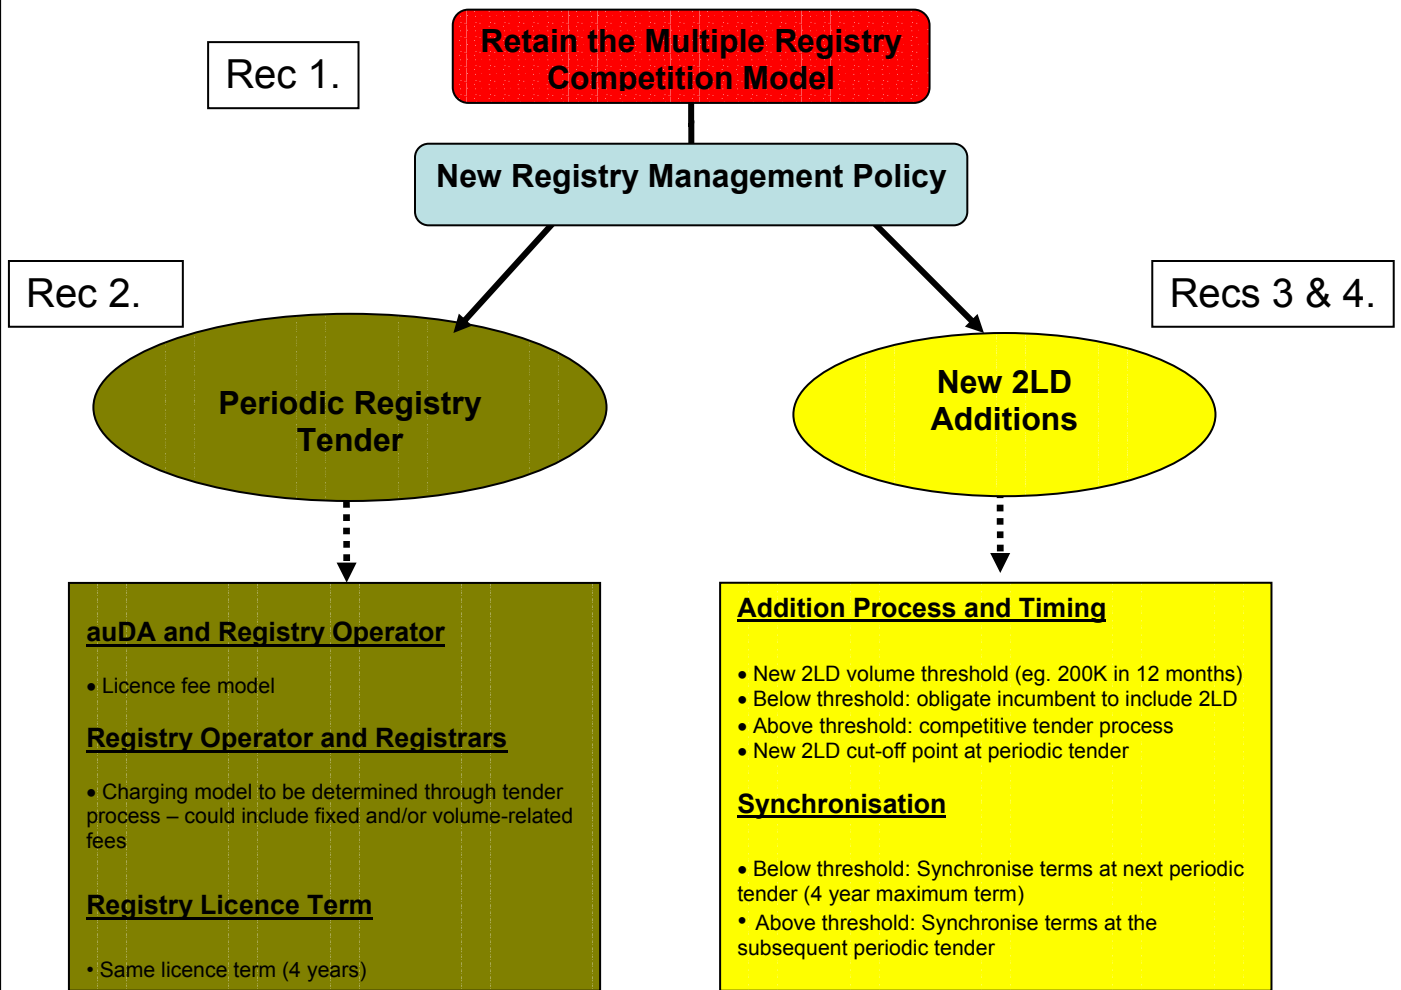 Retain the Multiple Registry
Competition Model
Rec 1.
New Registry Management Policy
Rec 2.
Recs 3 & 4.
Periodic Registry
Tender
New 2LD
Additions
auDA and Registry Operator
• Licence fee model
Registry Operator and Registrars
• Charging model to be determined through tender
process – could include fixed and/or volume-related
fees
Registry Licence Term
• Same licence term (4 years)
Addition Process and Timing
• New 2LD volume threshold (eg. 200K in 12 months)
• Below threshold: obligate incumbent to include 2LD
• Above threshold: competitive tender process
• New 2LD cut-off point at periodic tender
Synchronisation
• Below threshold: Synchronise terms at next periodic
tender (4 year maximum term)
• Above threshold: Synchronise terms at the
subsequent periodic tender